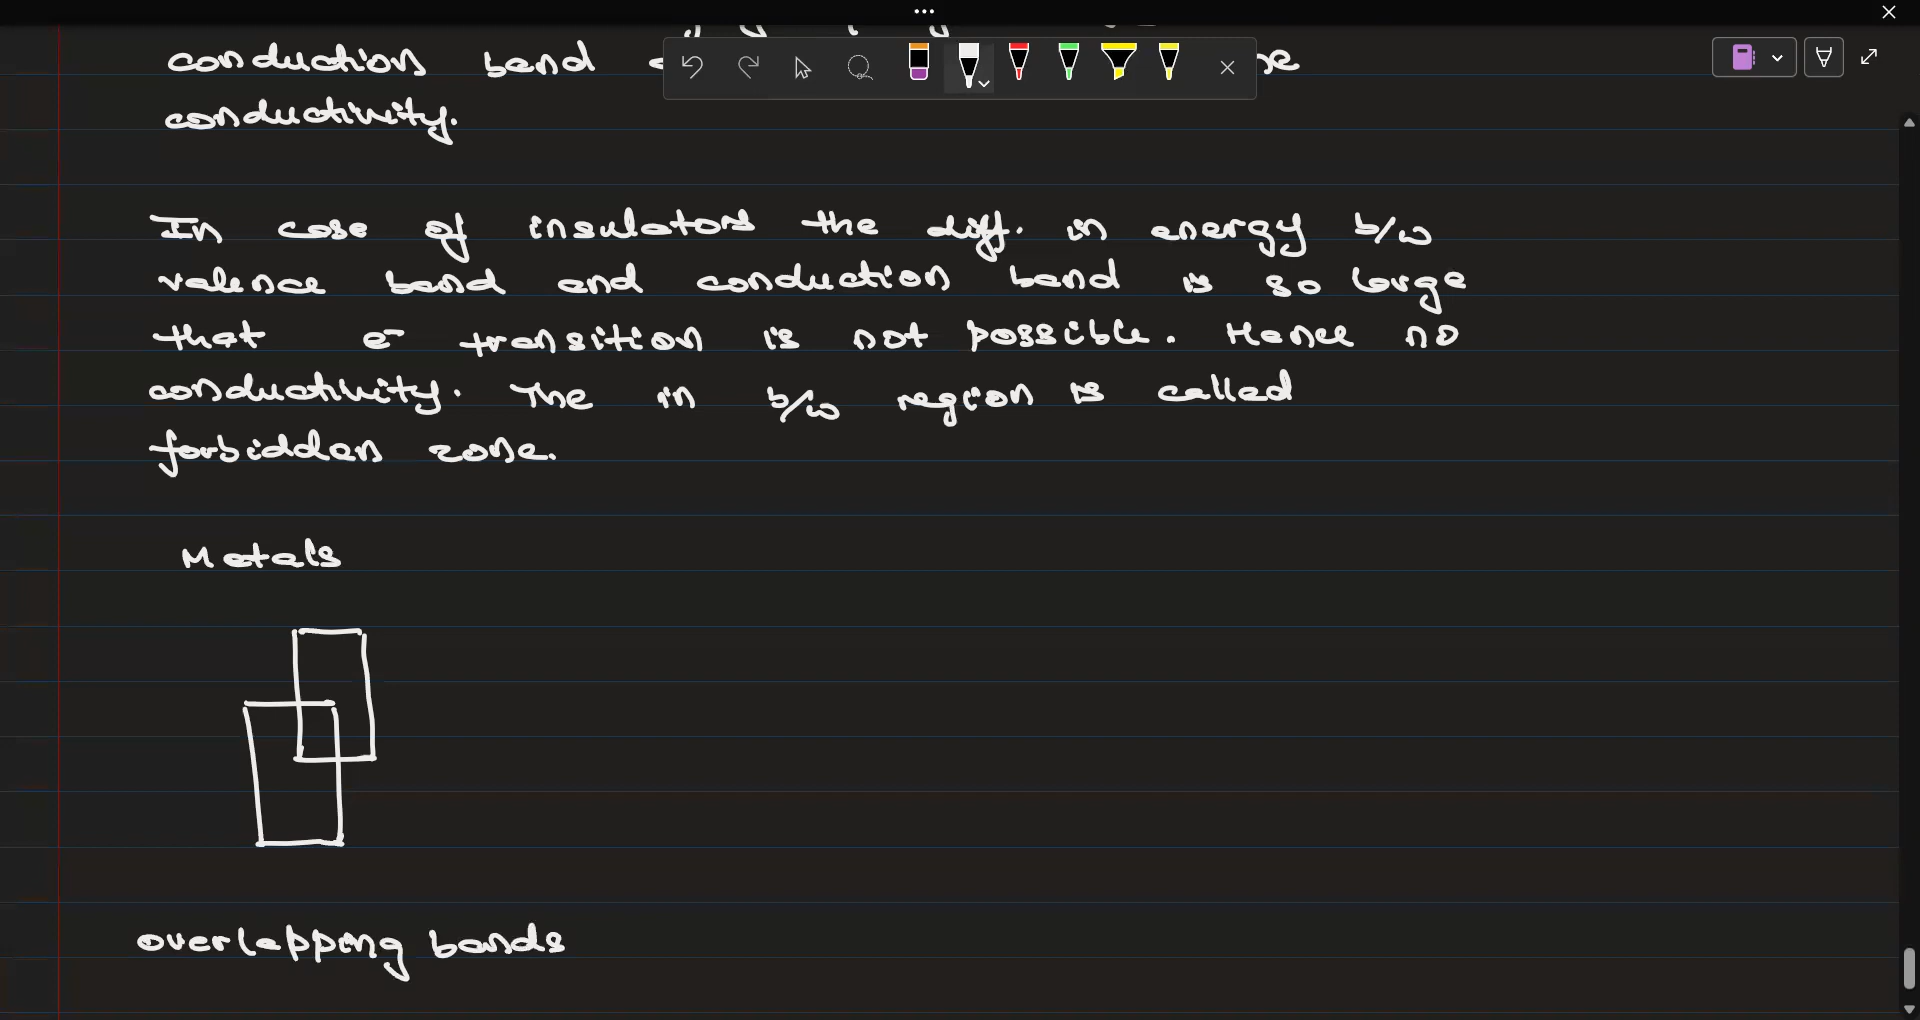 conduction band
conductivity.
In case of insulators the diff. in energy b/w
valence band and conduction band is so large
that e⁻ transition is not possible. Hence no
conductivity. The in b/w region is called
forbidden zone.
Metals
overlapping bands